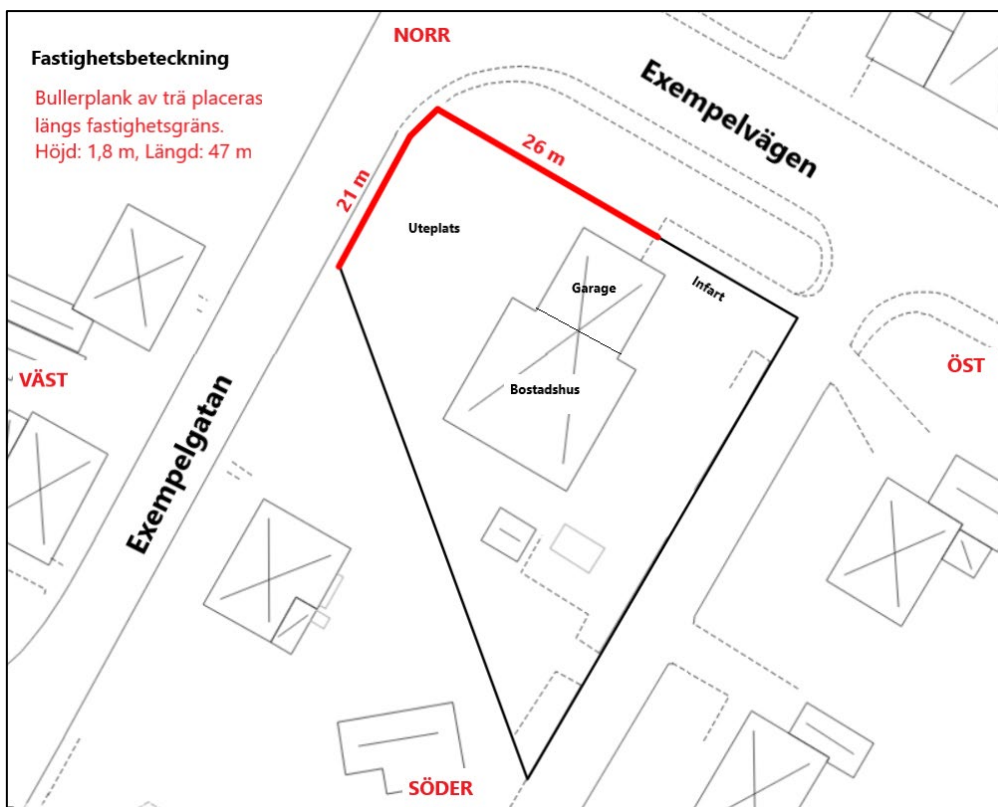 NORR
Fastighetsbeteckning
Bullerplank av trä placeras
längs fastighetsgräns.
Höjd: 1,8 m, Längd: 47 m
Exempelvägen
26 m
21 m
Uteplats
Garage
Infart
VÄST
ÖST
Bostadshus
Exempelgatan
SÖDER